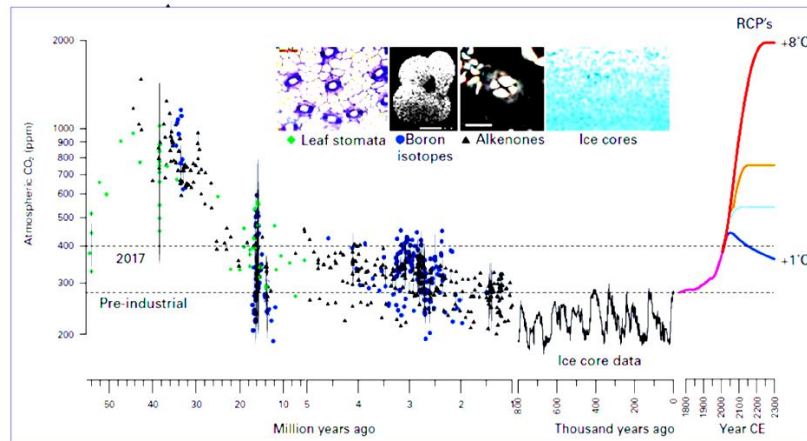 RCP's
2000
+8°C
1000
900
800
700
600
500
400
300
200
Atmospheric CO₂ (ppm)
Leaf stomata
Boron isotopes
Alkenones
Ice cores
2017
Pre-industrial
+1°C
Ice core data
50
40
30
20
10
5
4
3
2
800
600
400
200
0
1800
1900
2000
2100
2200
2300
Million years ago
Thousand years ago
Year CE